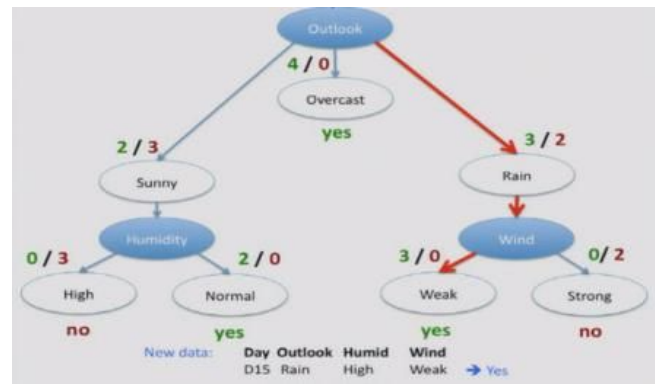 Outlook
4 / 0
Overcast
yes
2 / 3
3 / 2
Sunny
Rain
Humidity
Wind
0 / 3
2 / 0
3 / 0
0/ 2
High
Normal
Weak
Strong
no
yes
yes
no
New data: Day Outlook Humid Wind
D15 Rain High Weak → Yes